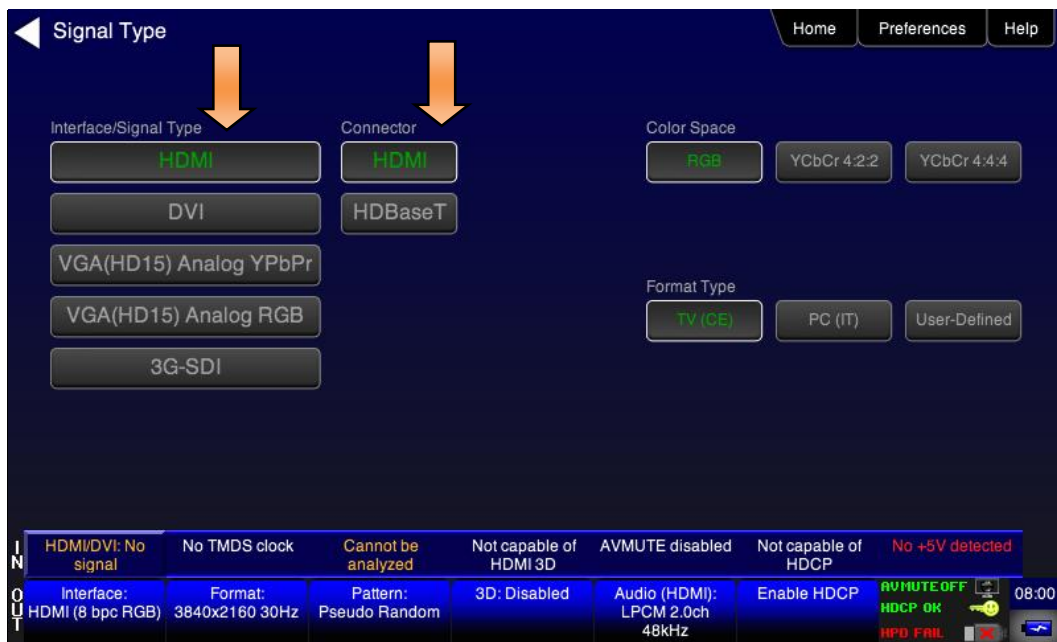 Signal Type
Home Preferences Help
Interface/Signal Type Connector Color Space
HDMI HDMI RGB YCbCr 4:2:2 YCbCr 4:4:4
DVI HDBaseT
VGA(HD15) Analog YPbPr
Format Type
VGA(HD15) Analog RGB TV (CE) PC (IT) User-Defined
3G-SDI
IN
HDMI/DVI: No
signal
No TMDS clock
Cannot be
analyzed
Not capable of
HDMI 3D
AVMUTE disabled
Not capable of
HDCP
No +5V detected
OUT
Interface:
HDMI (8 bpc RGB)
Format:
3840x2160 30Hz
Pattern:
Pseudo Random
3D: Disabled
Audio (HDMI):
LPCM 2.0ch
48kHz
Enable HDCP
AVMUTEOFF
HDCP OK
HPD FAIL
08:00